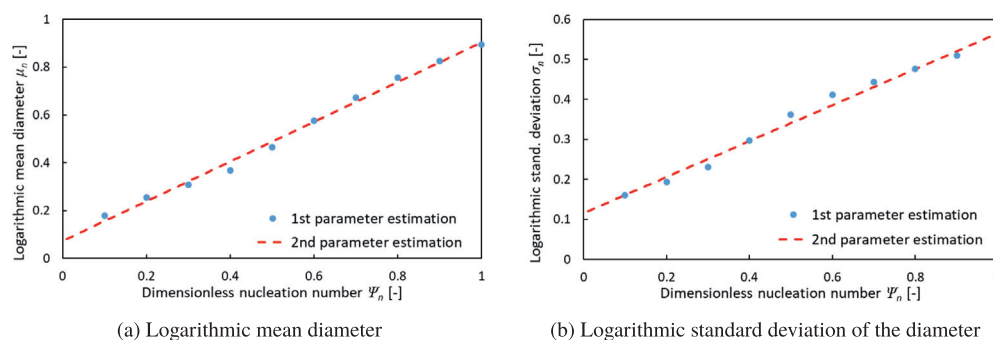 1
0.8
0.6
0.4
0.2
0
0
0.2
0.4
0.6
0.8
1
Logarithmic mean diameter μn [-]
1st parameter estimation
2nd parameter estimation
Dimensionless nucleation number Ψn [-]
(a) Logarithmic mean diameter
0.6
0.5
0.4
0.3
0.2
0.1
0
0
0.2
0.4
0.6
0.8
Logarithmic stand. deviation σn [-]
1st parameter estimation
2nd parameter estimation
Dimensionless nucleation number Ψn [-]
(b) Logarithmic standard deviation of the diameter